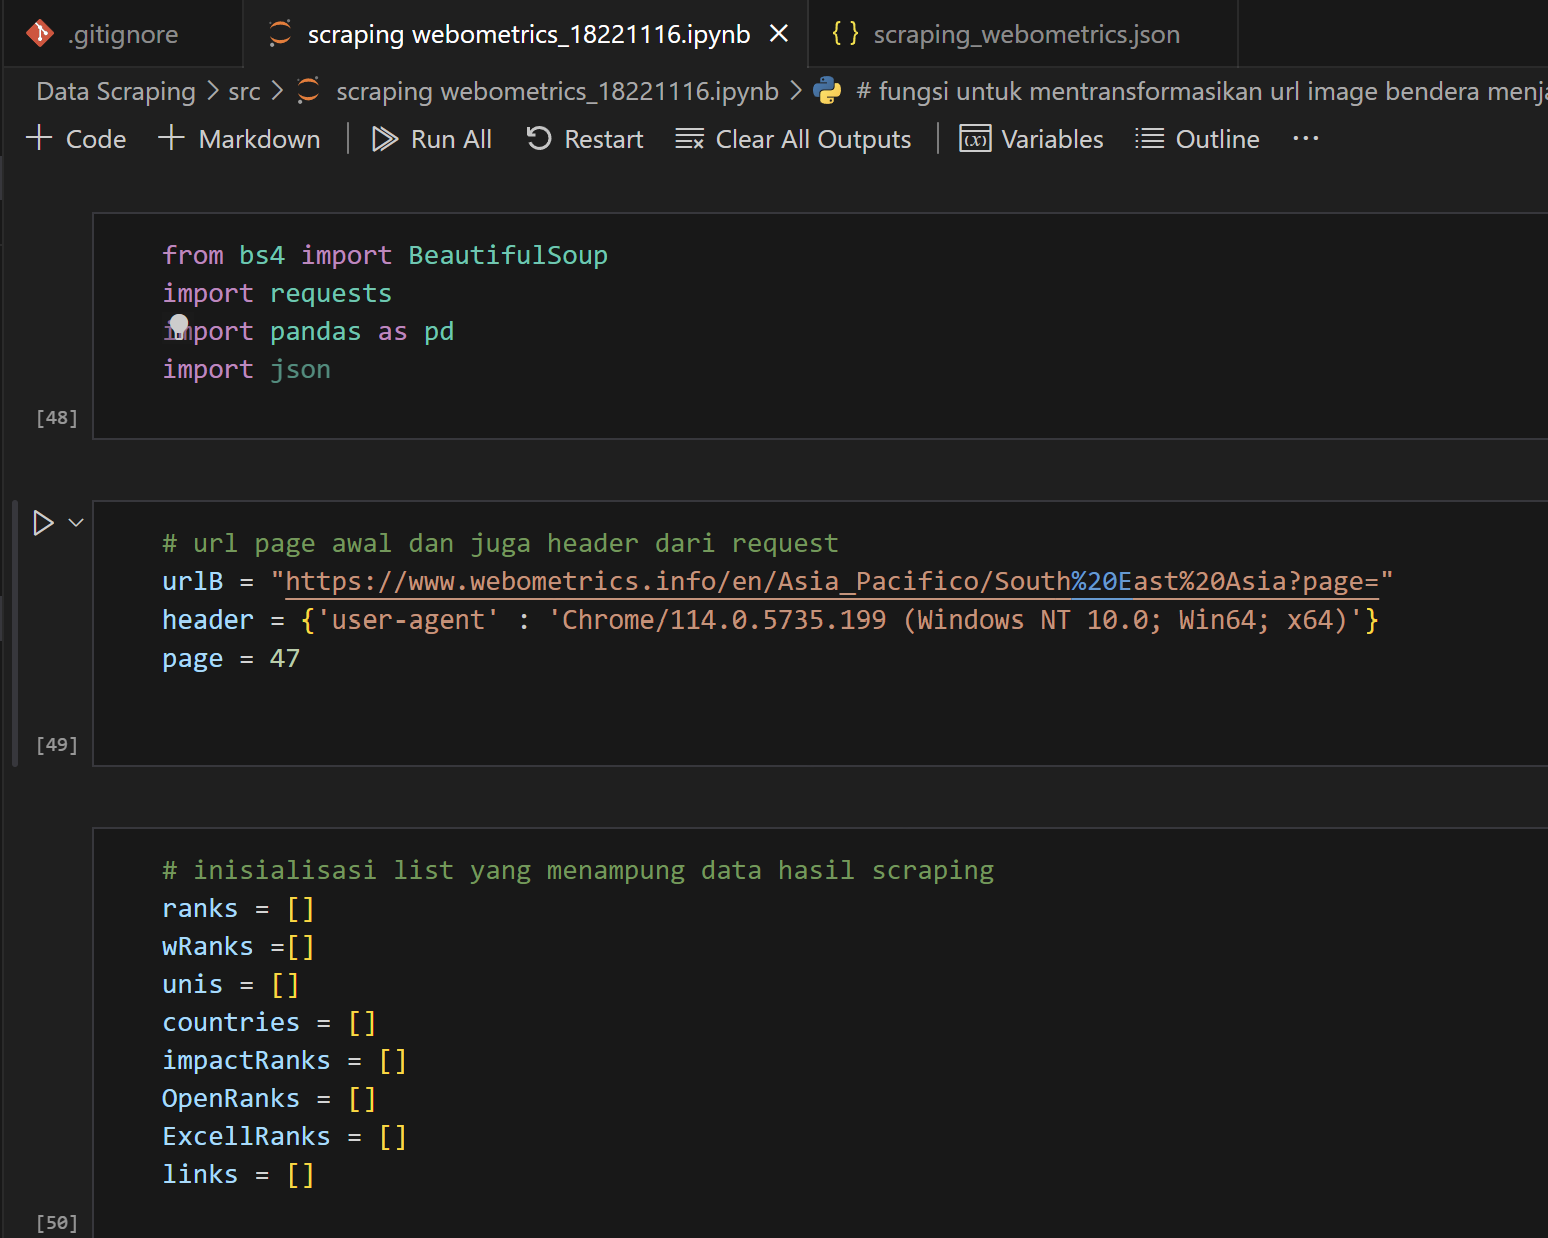 .gitignore
scraping webometrics_18221116.ipynb
{} scraping_webometrics.json
Data Scraping > src > scraping webometrics_18221116.ipynb > # fungsi untuk mentransformasikan url image bendera menja
+ Code + Markdown | Run All Restart Clear All Outputs | Variables Outline ...
from bs4 import BeautifulSoup
import requests
import pandas as pd
import json
[48]
# url page awal dan juga header dari request
urlB = "https://www.webometrics.info/en/Asia_Pacifico/South%20East%20Asia?page="
header = {'user-agent' : 'Chrome/114.0.5735.199 (Windows NT 10.0; Win64; x64)'}
page = 47
[49]
# inisialisasi list yang menampung data hasil scraping
ranks = []
wRanks =[]
unis = []
countries = []
impactRanks = []
OpenRanks = []
ExcellRanks = []
links = []
[50]